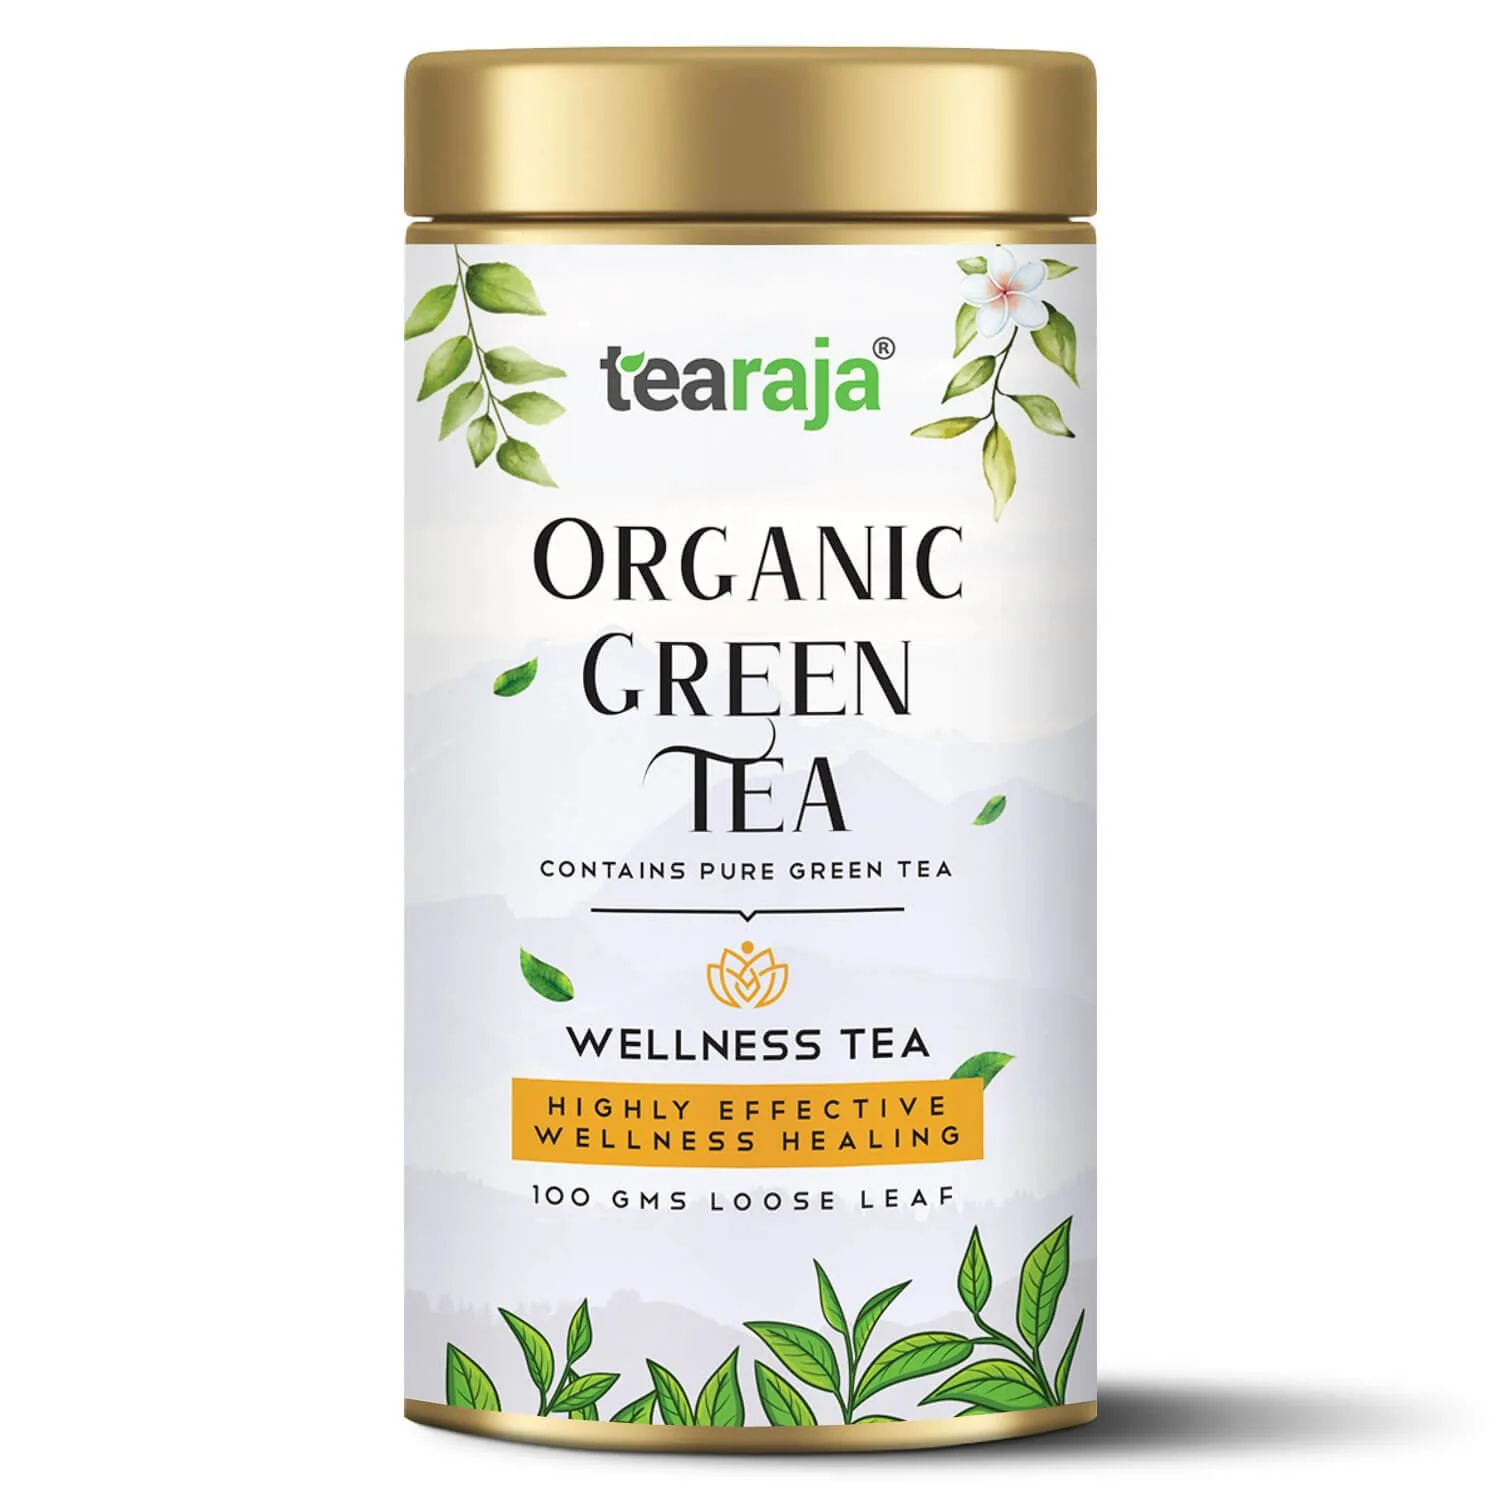 tearaja®
ORGANIC
GREEN
TEA
CONTAINS PURE GREEN TEA
WELLNESS TEA
HIGHLY EFFECTIVE
WELLNESS HEALING
100 GMS LOOSE LEAF